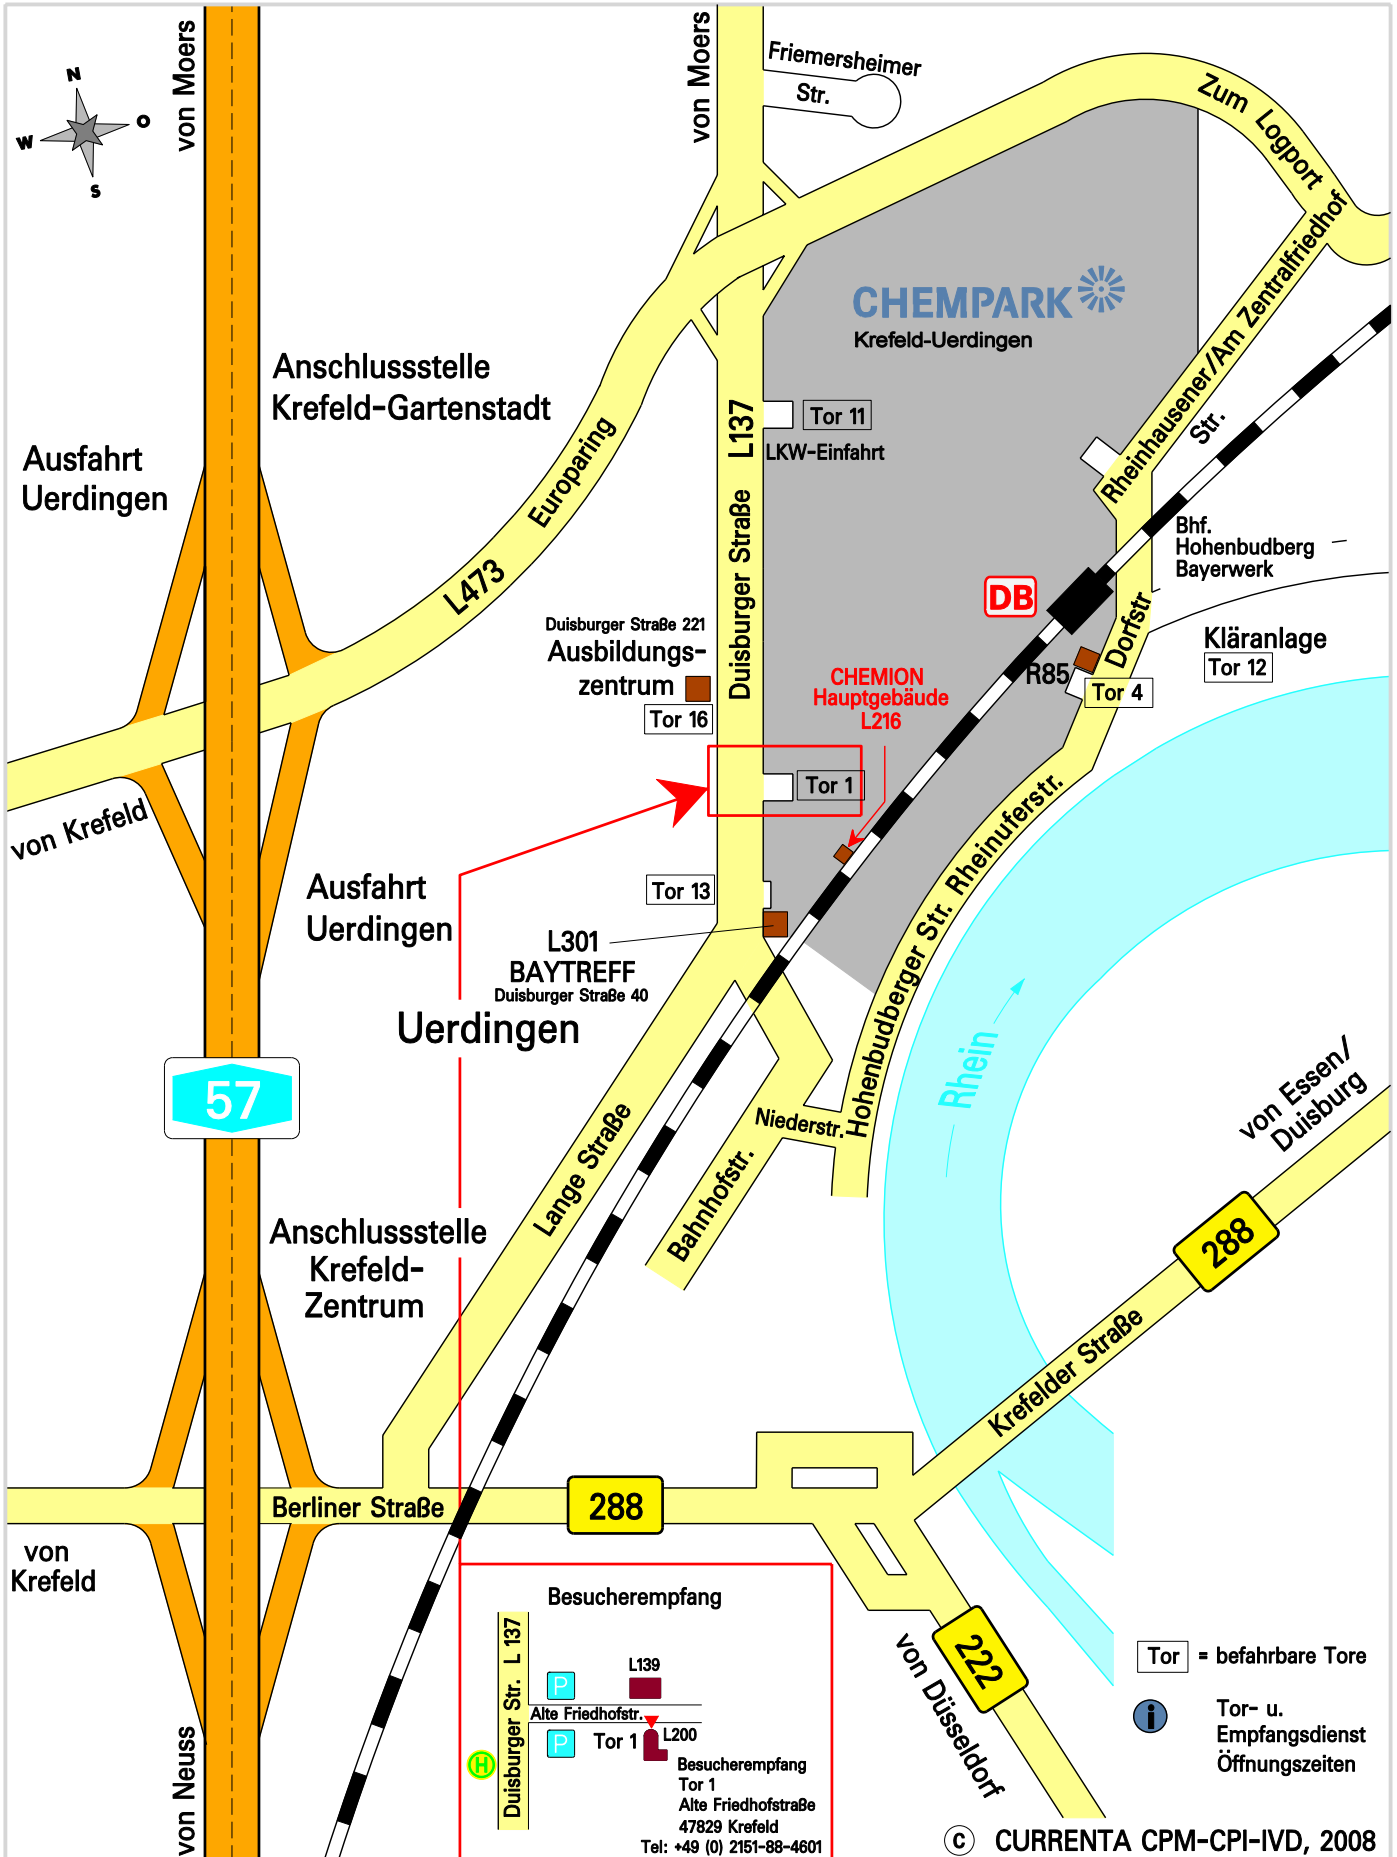 von Moers
von Moers
Friemersheimer
Str.
Zum Logport
N
O
W
S
CHEMPARK
Krefeld-Uerdingen
Rheinhausener/Am Zentralfriedhof
Str.
Anschlussstelle
Krefeld-Gartenstadt
Ausfahrt
Uerdingen
Europaring
L473
L137
Duisburger Straße
Tor 11
LKW-Einfahrt
Bhf.
Hohenbudberg
Bayerwerk
DB
Dorfstr
Kläranlage
Tor 12
R85
Tor 4
Duisburger Straße 221
Ausbildungs-
zentrum
Tor 16
CHEMION
Hauptgebäude
L216
Tor 1
von Krefeld
Ausfahrt
Uerdingen
Tor 13
L301
BAYTREFF
Duisburger Straße 40
Uerdingen
Hohenbudberger Str. Rheinuferstr.
Rhein
57
Niederstr.
Lange Straße
Bahnhofstr.
von Essen/
Duisburg
288
Anschlussstelle
Krefeld-
Zentrum
Krefelder Straße
Berliner Straße
288
von
Krefeld
222
von Düsseldorf
von Neuss
Besucherempfang
Duisburger Str. L 137
P
L139
Alte Friedhofstr.
P
Tor 1
L200
H
Besucherempfang
Tor 1
Alte Friedhofstraße
47829 Krefeld
Tel: +49 (0) 2151-88-4601
Tor = befahrbare Tore
i
Tor- u.
Empfangsdienst
Öffnungszeiten
© CURRENTA CPM-CPI-IVD, 2008